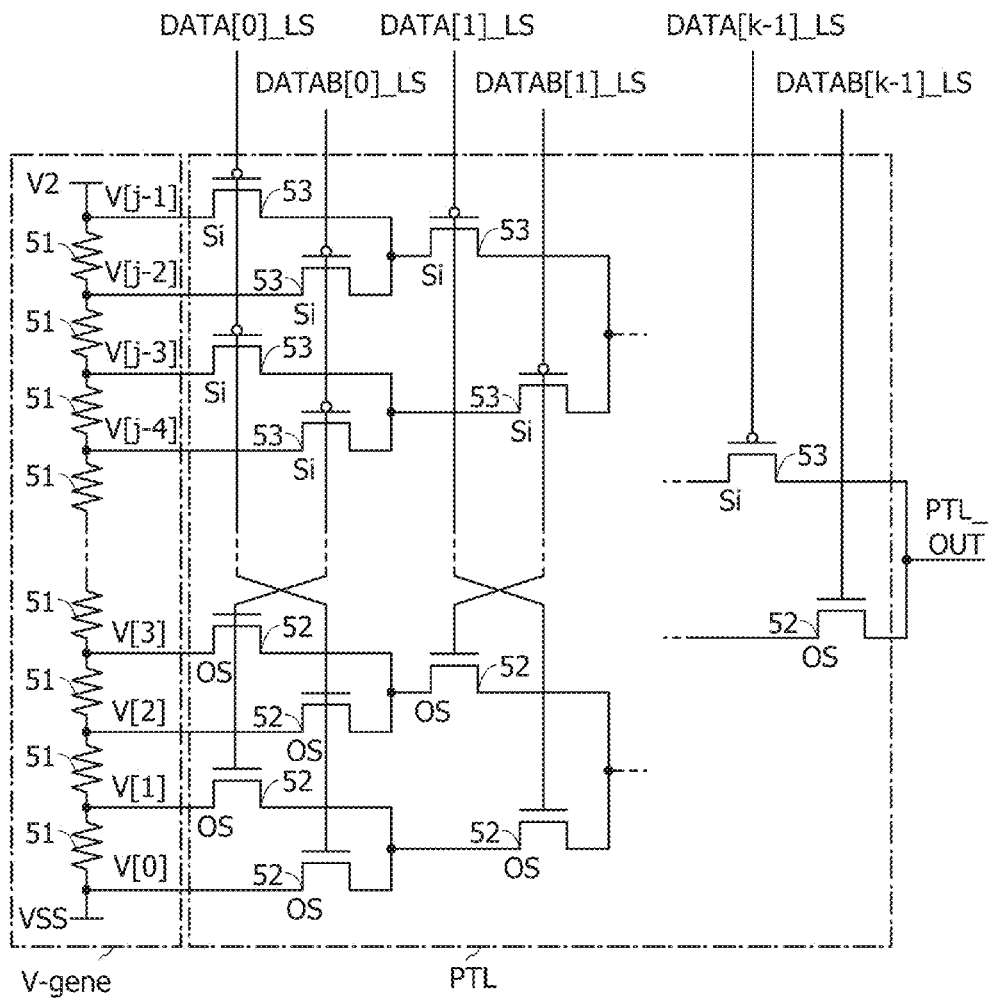 DATA[0]_LS DATA[1]_LS DATA[k-1]_LS
DATAB[0]_LS DATAB[1]_LS DATAB[k-1]_LS
V2 V[j-1] 53
Si
51 V[j-2] 53 Si
53 Si
51 V[j-3] 53
Si
51 V[j-4] 53 Si
53 Si
51
53
Si
PTL_
OUT
51
V[3] 52
OS
52
OS
51 V[2] 52
OS
52
OS
51 V[1] 52
OS
52
OS
51 V[0] 52
OS
VSS
V-gene PTL